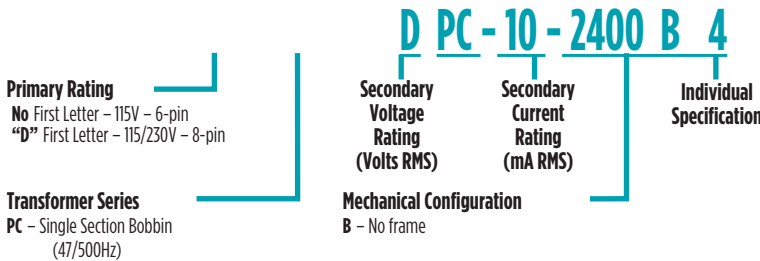 D PC - 10 - 2400 B 4
Primary Rating
No First Letter – 115V – 6-pin
“D” First Letter – 115/230V – 8-pin
Secondary
Voltage
Rating
(Volts RMS)
Secondary
Current
Rating
(mA RMS)
Individual
Specification
Transformer Series
PC – Single Section Bobbin
(47/500Hz)
Mechanical Configuration
B – No frame